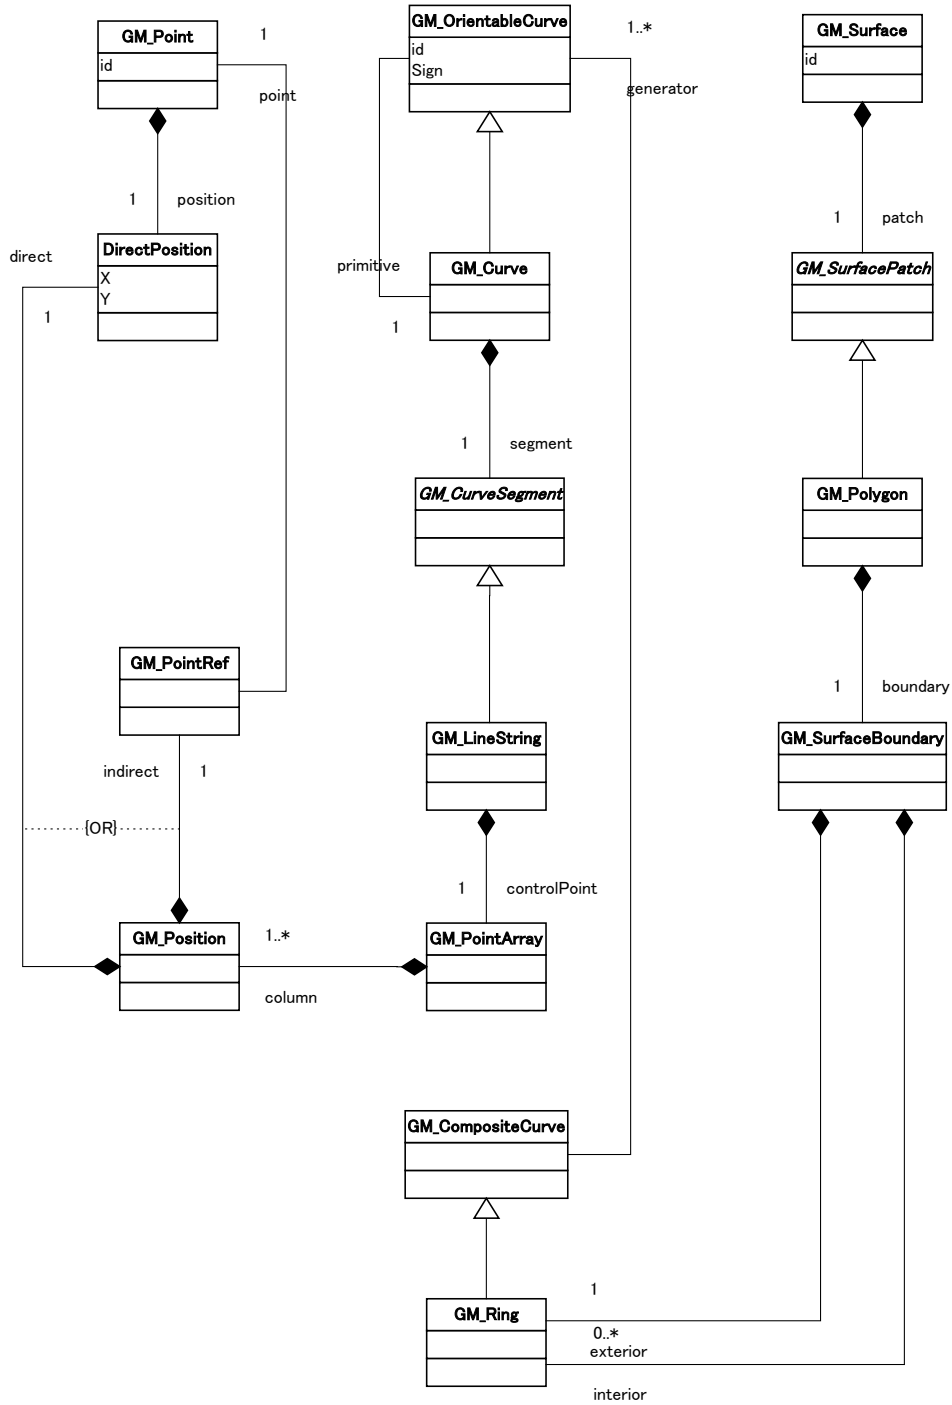 GM_Point
id
1
point
1
position
DirectPosition
X
Y
direct
1
GM_PointRef
indirect
1
{OR}
GM_Position
1..*
column
GM_OrientableCurve
id
Sign
1..*
generator
primitive
1
GM_Curve
1
segment
GM_CurveSegment
GM_LineString
1
controlPoint
GM_PointArray
GM_CompositeCurve
GM_Ring
1
0..*
exterior
interior
GM_Surface
id
1
patch
GM_SurfacePatch
GM_Polygon
1
boundary
GM_SurfaceBoundary